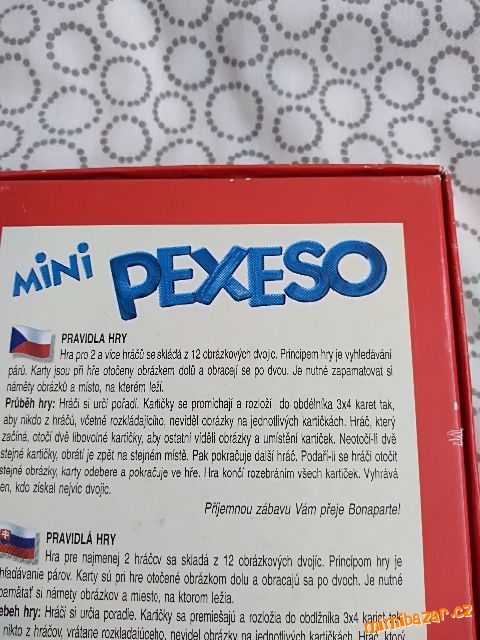 MiNi PEXESO
PRAVIDLA HRY
Hra pro 2 a více hráčů se skládá z 12 obrázkových dvojic. Principem hry je vyhledávání
párů. Karty jsou při hře otočeny obrázkem dolů a obracejí se po dvou. Je nutné zapamatovat si
náměty obrázků a místo, na kterém leží.
Průběh hry: Hráči si určí pořadí. Kartičky se promichají a rozloží do obdélníka 3x4 karet tak,
aby nikdo z hráčů, včetně rozkládajícího, neviděl obrázky na jednotlivých kartičkách. Hráč, který
začíná, otočí dvě libovolné kartičky, aby ostatní viděli obrázky a umístění kartiček. Neotočí-li dvě
stejné kartičky, obrátí je zpět na stejném místě. Pak pokračuje další hráč. Podaří-li se hráči otočit
stejné obrázky, karty odebere a pokračuje ve hře. Hra končí rozebráním všech kartiček. Vyhrává
en, kdo získal nejvíc dvojic.
Příjemnou zábavu Vám přeje Bonaparte!
PRAVIDLÁ HRY
Hra pre najmenej 2 hráčov sa skladá z 12 obrázkových dvojíc. Princípom hry je
hľadávanie párov. Karty sú pri hre otočené obrázkom dolu a obracajú sa po dvoch. Je nutné
pamätať si námety obrázkov a miesto, na ktorom ležia.
ebeh hry: Hráči si určia poradie. Kartičky sa premiešajú a rozložia do obdĺžnika 3x4 kariet tak,
nikto z hráčov, vrátane rozkladajúceho, nevidel obrázky na jednotlivých kartičkách. Hráč, ktorý
mimibazar.cz